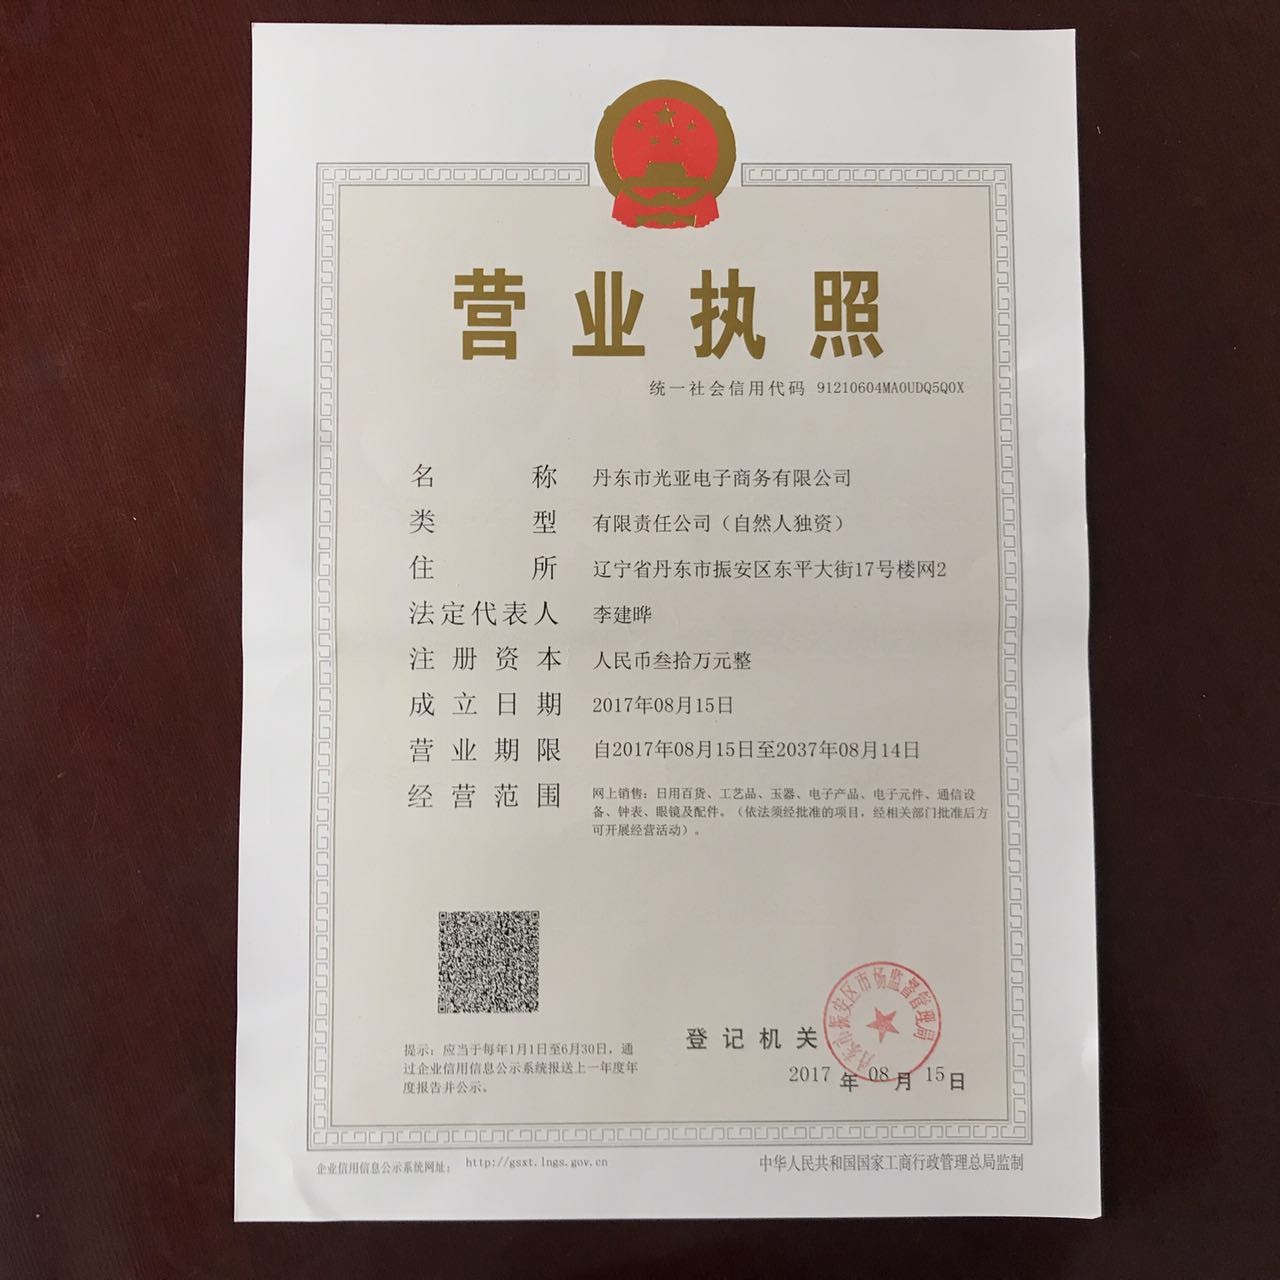 营业执照
统一社会信用代码 91210604MA0UDQ5Q0X
名称 丹东市光亚电子商务有限公司
类型 有限责任公司（自然人独资）
住所 辽宁省丹东市振安区东平大街17号楼网2
法定代表人 李建晔
注册资本 人民币叁拾万元整
成立日期 2017年08月15日
营业期限 自2017年08月15日至2037年08月14日
经营范围 网上销售：日用百货、工艺品、玉器、电子产品、电子元件、通信设
备、钟表、眼镜及配件。（依法须经批准的项目，经相关部门批准后方
可开展经营活动）。
丹东市振安区市场监督管理局
登记机关
2017年08月15日
提示：应当于每年1月1日至6月30日，通
过企业信用信息公示系统报送上一年度年
度报告并公示。
企业信用信息公示系统网址： http://gsxt.lngs.gov.cn
中华人民共和国国家工商行政管理总局监制